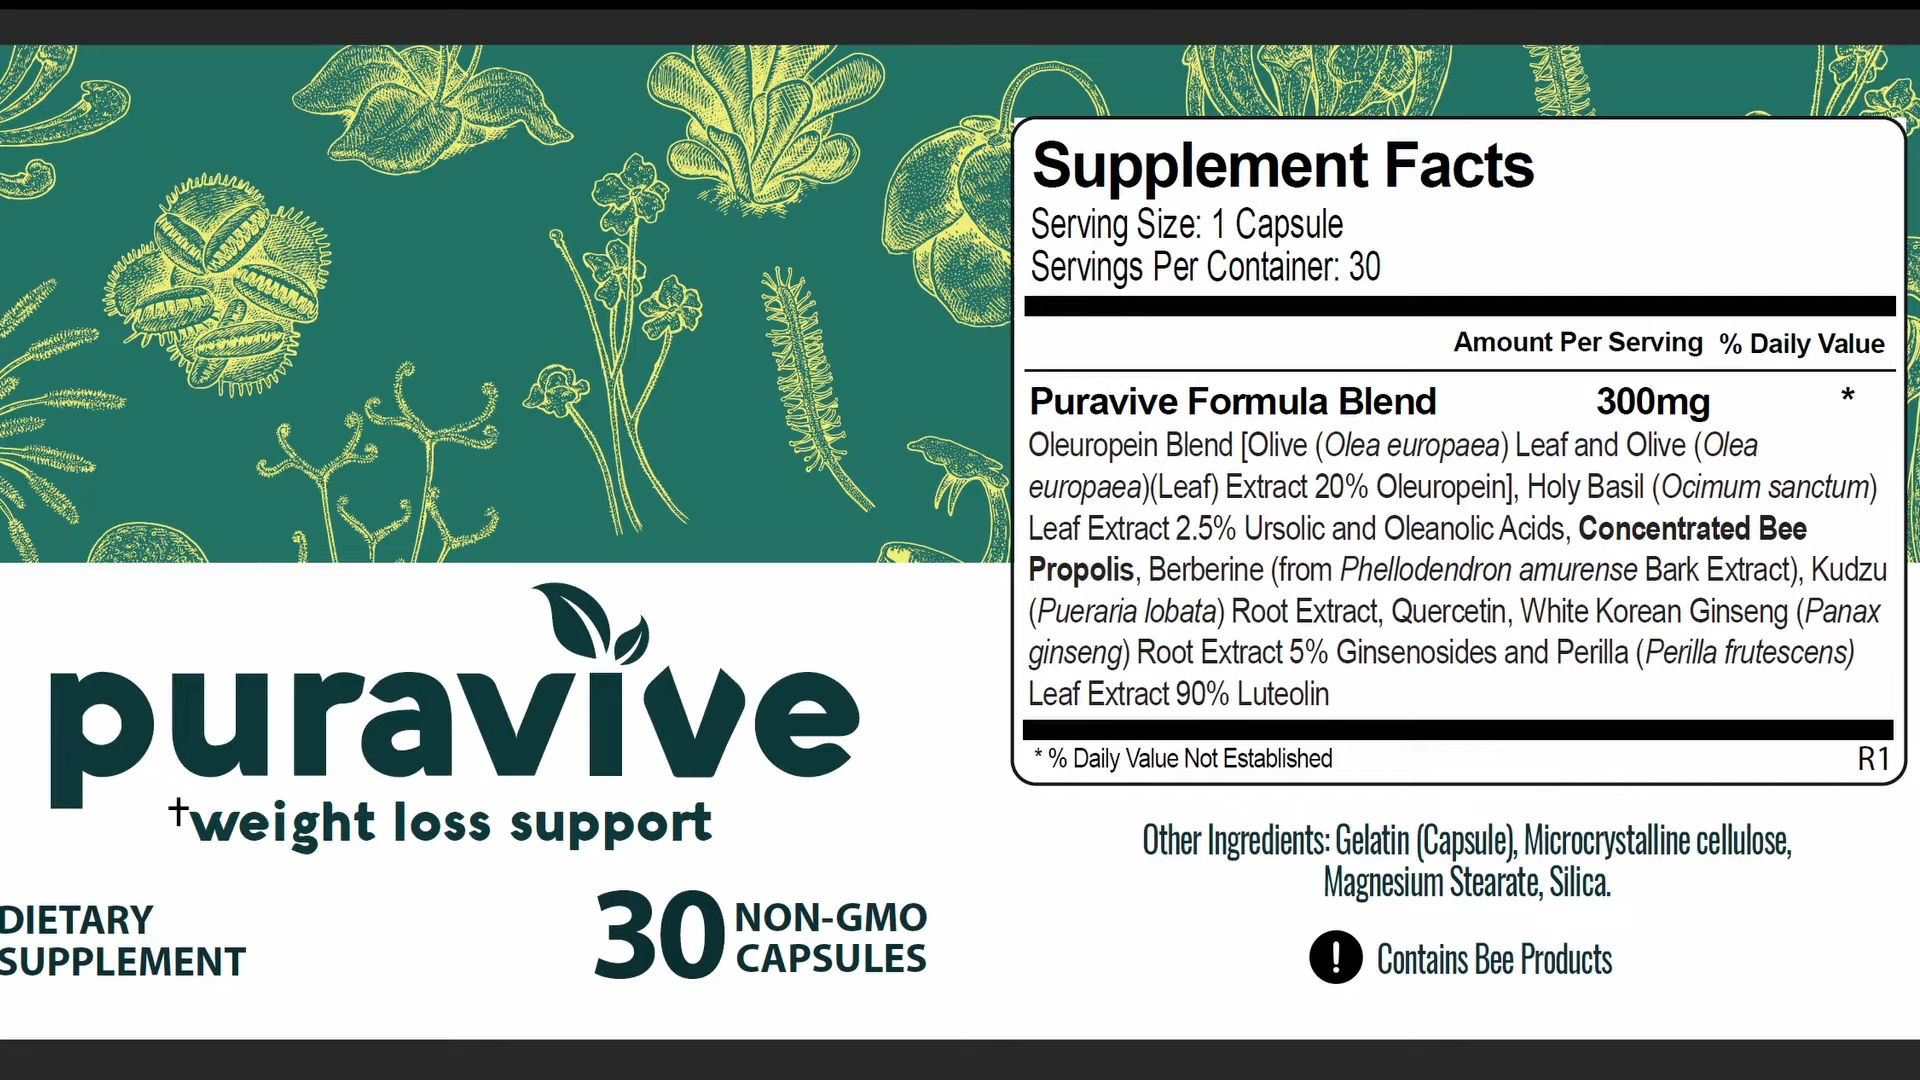 Supplement Facts
Serving Size: 1 Capsule
Servings Per Container: 30
Amount Per Serving % Daily Value
Puravive Formula Blend 300mg *
Oleuropein Blend [Olive (Olea europaea) Leaf and Olive (Olea
europaea)(Leaf) Extract 20% Oleuropein], Holy Basil (Ocimum sanctum)
Leaf Extract 2.5% Ursolic and Oleanolic Acids, Concentrated Bee
Propolis, Berberine (from Phellodendron amurense Bark Extract), Kudzu
(Pueraria lobata) Root Extract, Quercetin, White Korean Ginseng (Panax
ginseng) Root Extract 5% Ginsenosides and Perilla (Perilla frutescens)
Leaf Extract 90% Luteolin
* % Daily Value Not Established R1
Other Ingredients: Gelatin (Capsule), Microcrystalline cellulose,
Magnesium Stearate, Silica.
! Contains Bee Products
puravive
†weight loss support
DIETARY
SUPPLEMENT
30 NON-GMO
CAPSULES